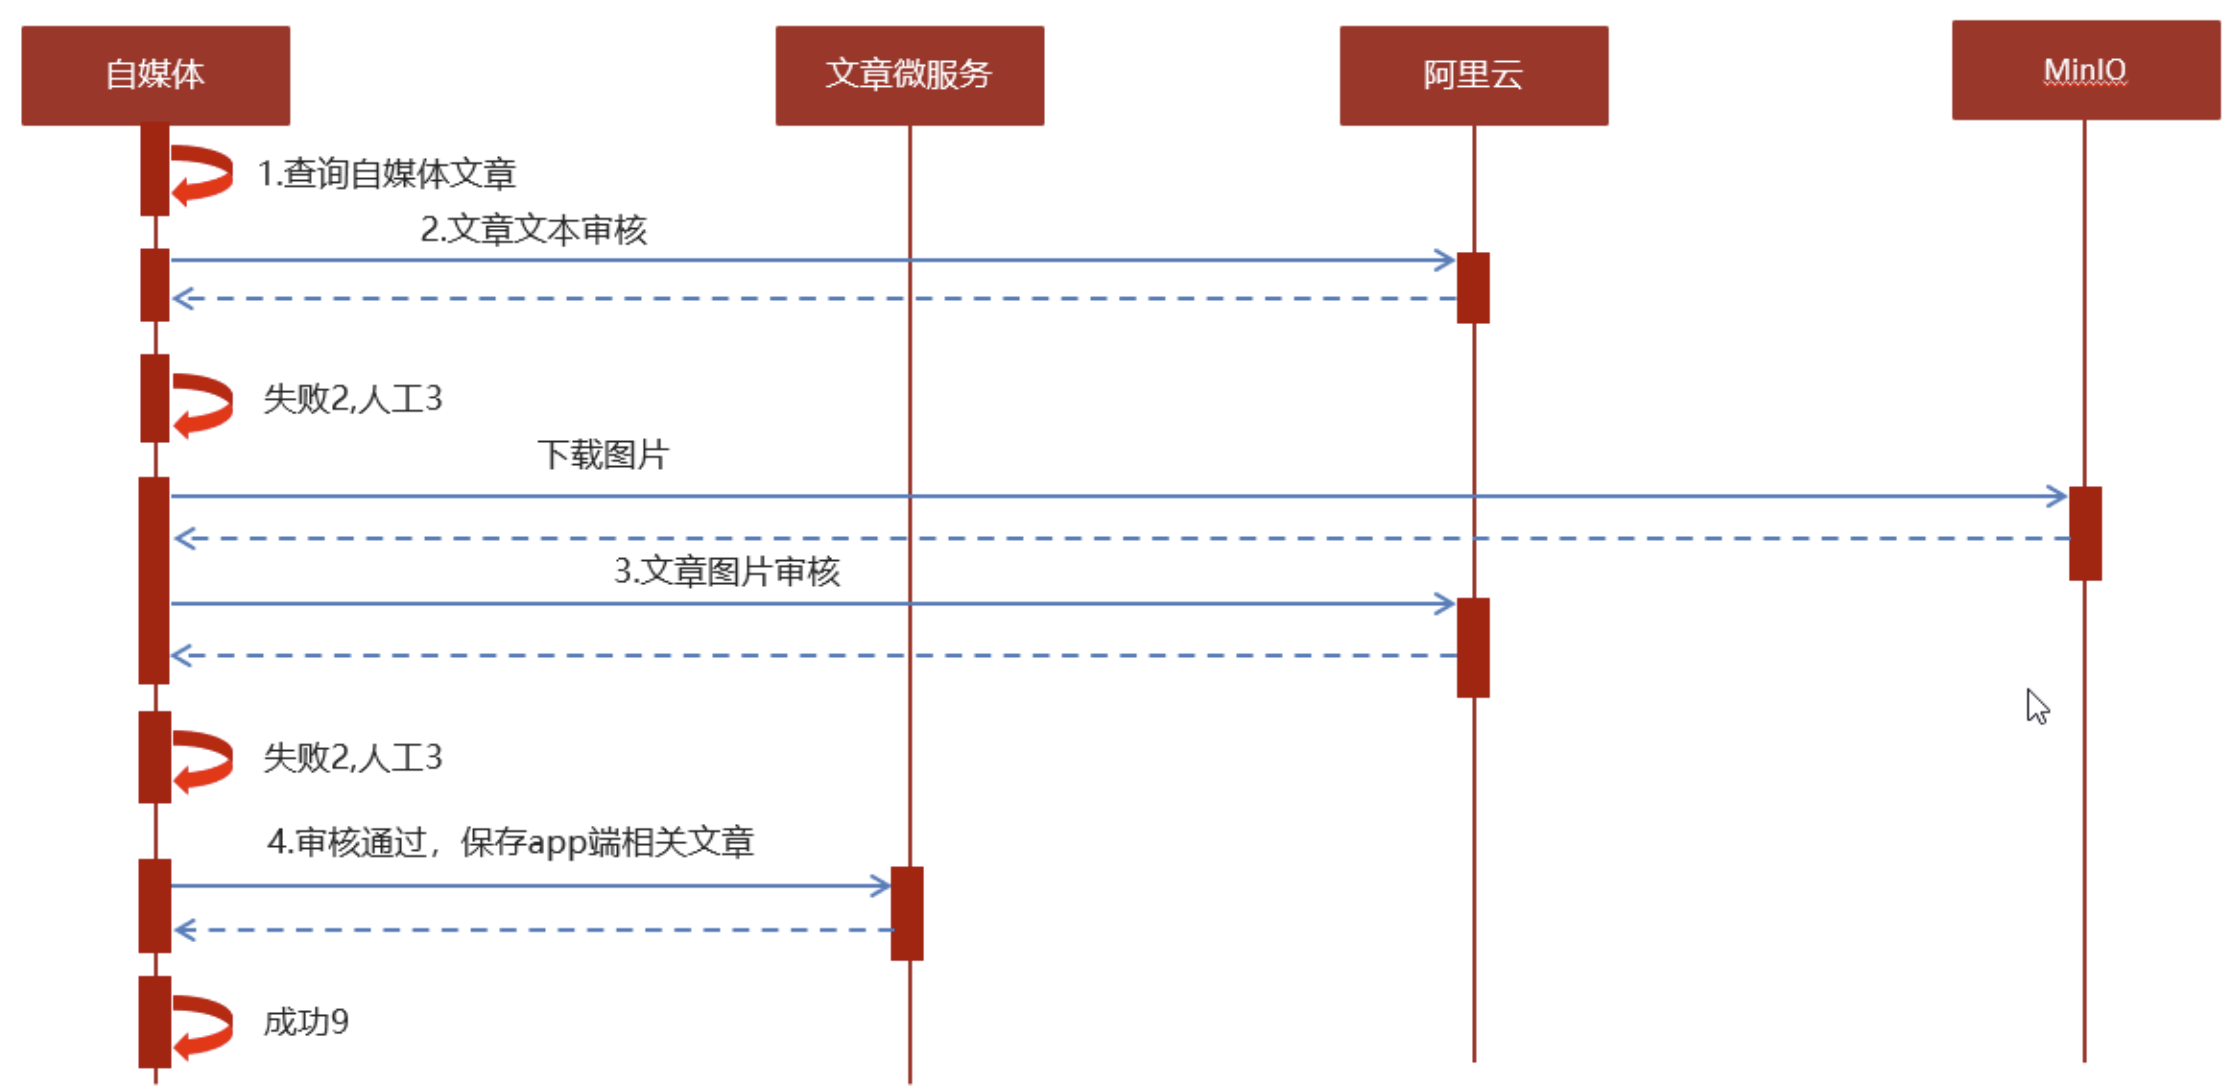 自媒体
文章微服务
阿里云
MinIO
1.查询自媒体文章
2.文章文本审核
失败2,人工3
下载图片
3.文章图片审核
失败2,人工3
4.审核通过，保存app端相关文章
成功9